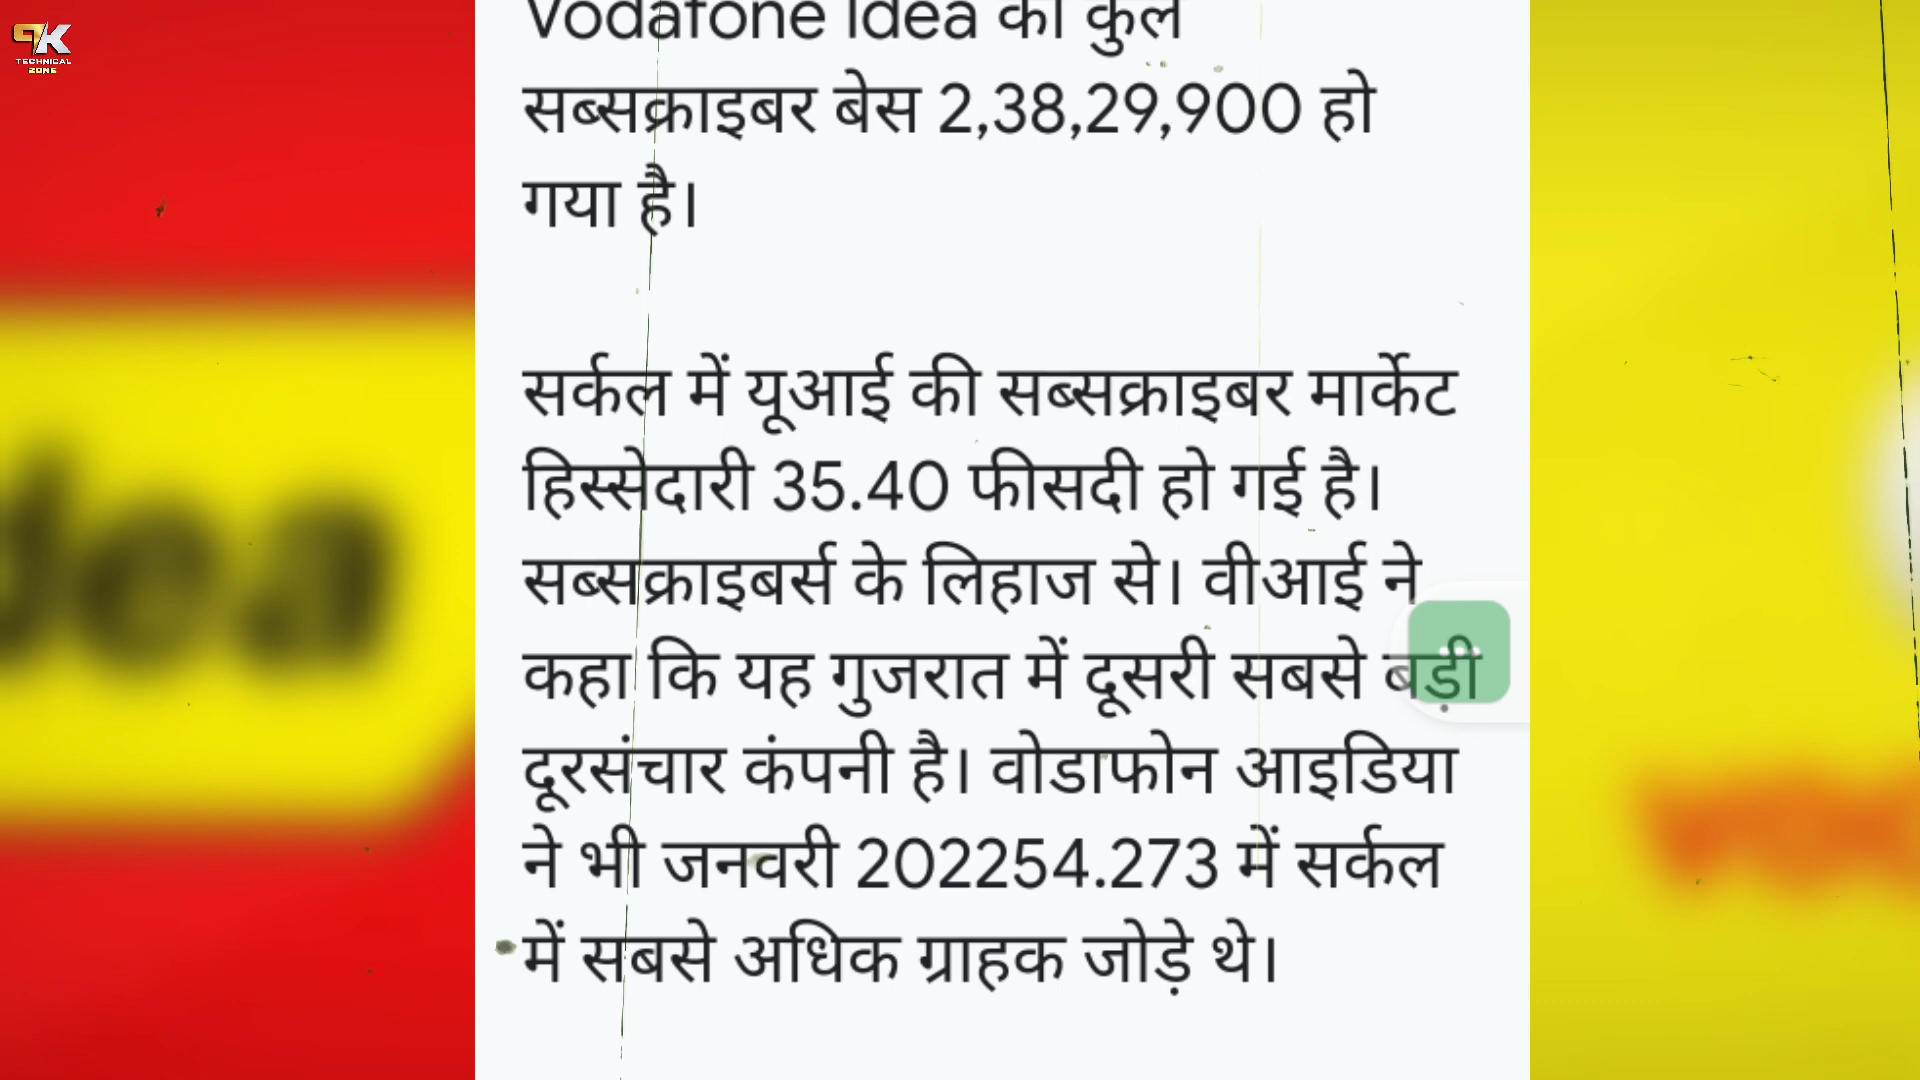 PK
TECHNICAL
ZONE
Vodafone Idea का कुल
सब्सक्राइबर बेस 2,38,29,900 हो
गया है।
सर्कल में यूआई की सब्सक्राइबर मार्केट
हिस्सेदारी 35.40 फीसदी हो गई है।
सब्सक्राइबर्स के लिहाज से। वीआई ने
कहा कि यह गुजरात में दूसरी सबसे बड़ी
दूरसंचार कंपनी है। वोडाफोन आइडिया
ने भी जनवरी 202254.273 में सर्कल
में सबसे अधिक ग्राहक जोड़े थे।
dea